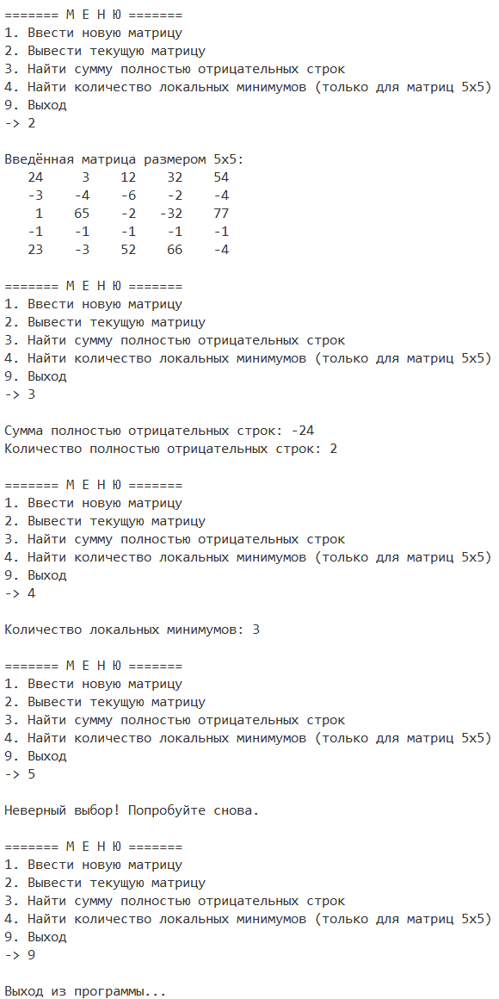 ======= М Е Н Ю =======
1. Ввести новую матрицу
2. Вывести текущую матрицу
3. Найти сумму полностью отрицательных строк
4. Найти количество локальных минимумов (только для матриц 5x5)
9. Выход
-> 2

Введённая матрица размером 5x5:
   24     3    12    32    54
   -3    -4    -6    -2    -4
    1    65    -2   -32    77
   -1    -1    -1    -1    -1
   23    -3    52    66    -4

======= М Е Н Ю =======
1. Ввести новую матрицу
2. Вывести текущую матрицу
3. Найти сумму полностью отрицательных строк
4. Найти количество локальных минимумов (только для матриц 5x5)
9. Выход
-> 3

Сумма полностью отрицательных строк: -24
Количество полностью отрицательных строк: 2

======= М Е Н Ю =======
1. Ввести новую матрицу
2. Вывести текущую матрицу
3. Найти сумму полностью отрицательных строк
4. Найти количество локальных минимумов (только для матриц 5x5)
9. Выход
-> 4

Количество локальных минимумов: 3

======= М Е Н Ю =======
1. Ввести новую матрицу
2. Вывести текущую матрицу
3. Найти сумму полностью отрицательных строк
4. Найти количество локальных минимумов (только для матриц 5x5)
9. Выход
-> 5

Неверный выбор! Попробуйте снова.

======= М Е Н Ю =======
1. Ввести новую матрицу
2. Вывести текущую матрицу
3. Найти сумму полностью отрицательных строк
4. Найти количество локальных минимумов (только для матриц 5x5)
9. Выход
-> 9

Выход из программы...